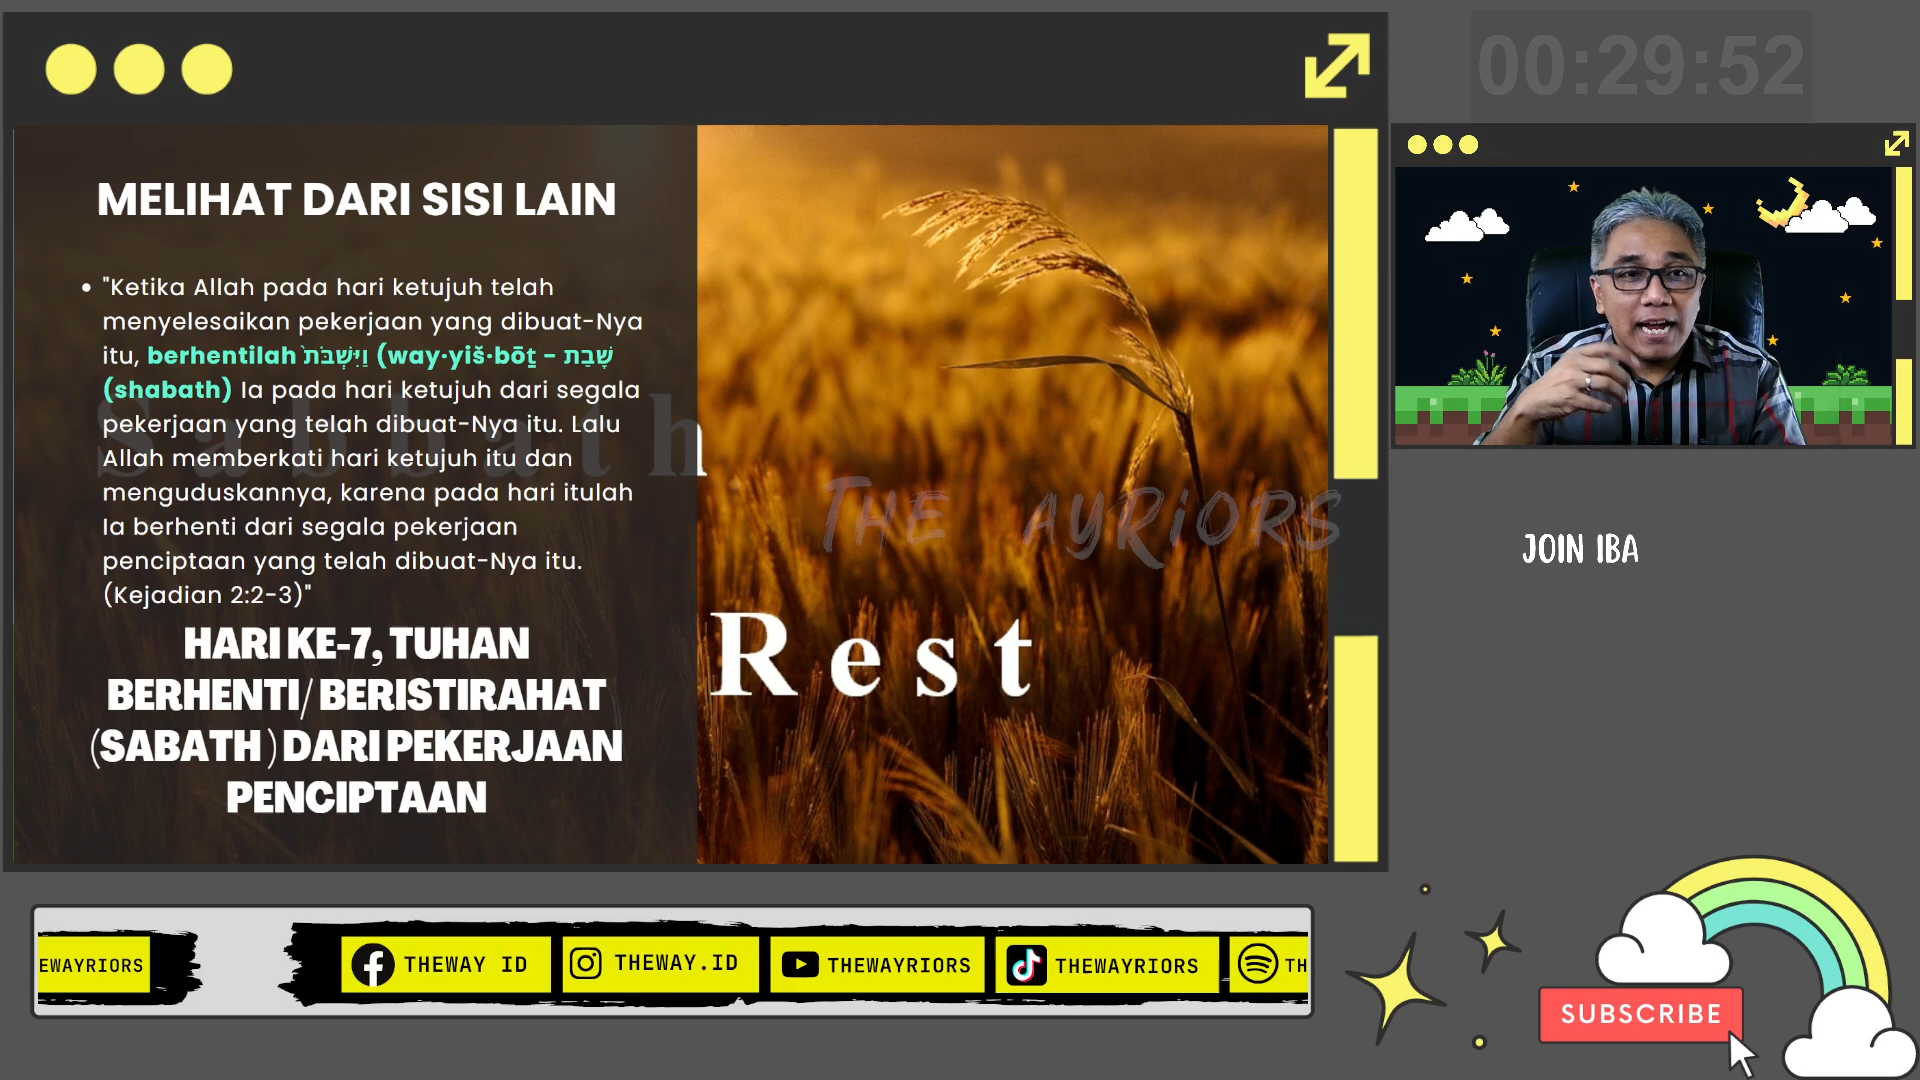 00:29:52
MELIHAT DARI SISI LAIN
• "Ketika Allah pada hari ketujuh telah
menyelesaikan pekerjaan yang dibuat-Nya
itu, berhentilah וַיִּשְׁבֹּת֙ (way·yiš·bōṯ - שָׁבַת
(shabath) Ia pada hari ketujuh dari segala
pekerjaan yang telah dibuat-Nya itu. Lalu
Allah memberkati hari ketujuh itu dan
menguduskannya, karena pada hari itulah
Ia berhenti dari segala pekerjaan
penciptaan yang telah dibuat-Nya itu.
(Kejadian 2:2-3)"
HARI KE-7, TUHAN
BERHENTI/ BERISTIRAHAT
(SABATH ) DARI PEKERJAAN
PENCIPTAAN
Sabbath
Rest
THE AYRIORS
JOIN IBA
EWAYRIORS
THEWAY ID
THEWAY.ID
THEWAYRIORS
THEWAYRIORS
TH
SUBSCRIBE